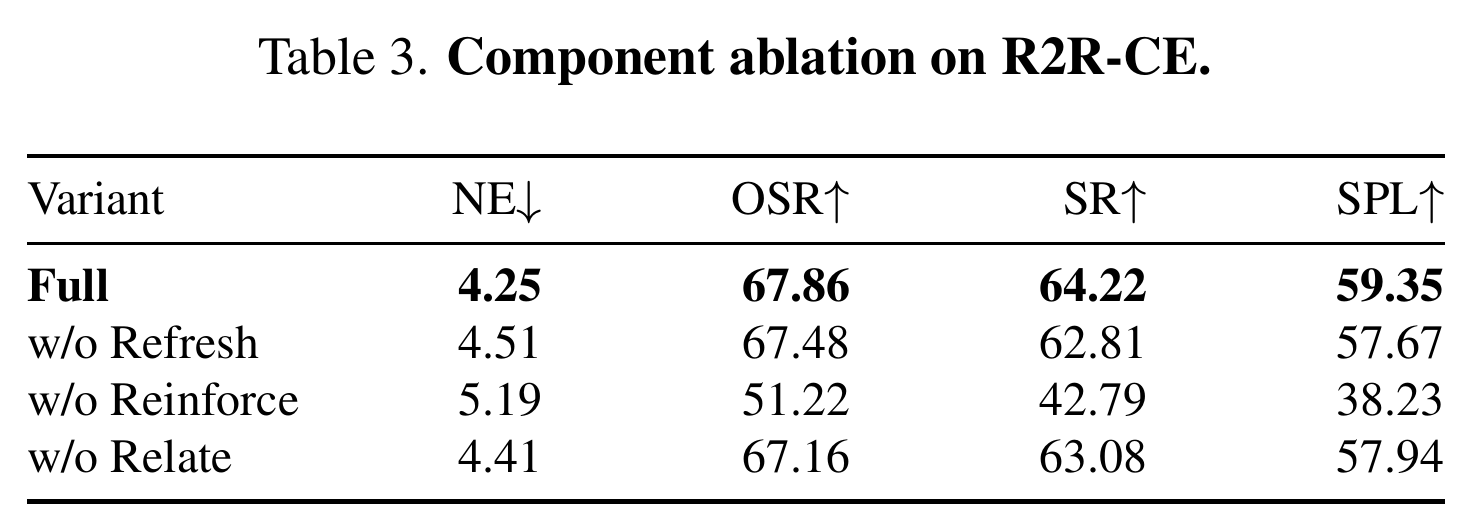 Table 3. Component ablation on R2R-CE.
Variant NE↓ OSR↑ SR↑ SPL↑
Full 4.25 67.86 64.22 59.35
w/o Refresh 4.51 67.48 62.81 57.67
w/o Reinforce 5.19 51.22 42.79 38.23
w/o Relate 4.41 67.16 63.08 57.94